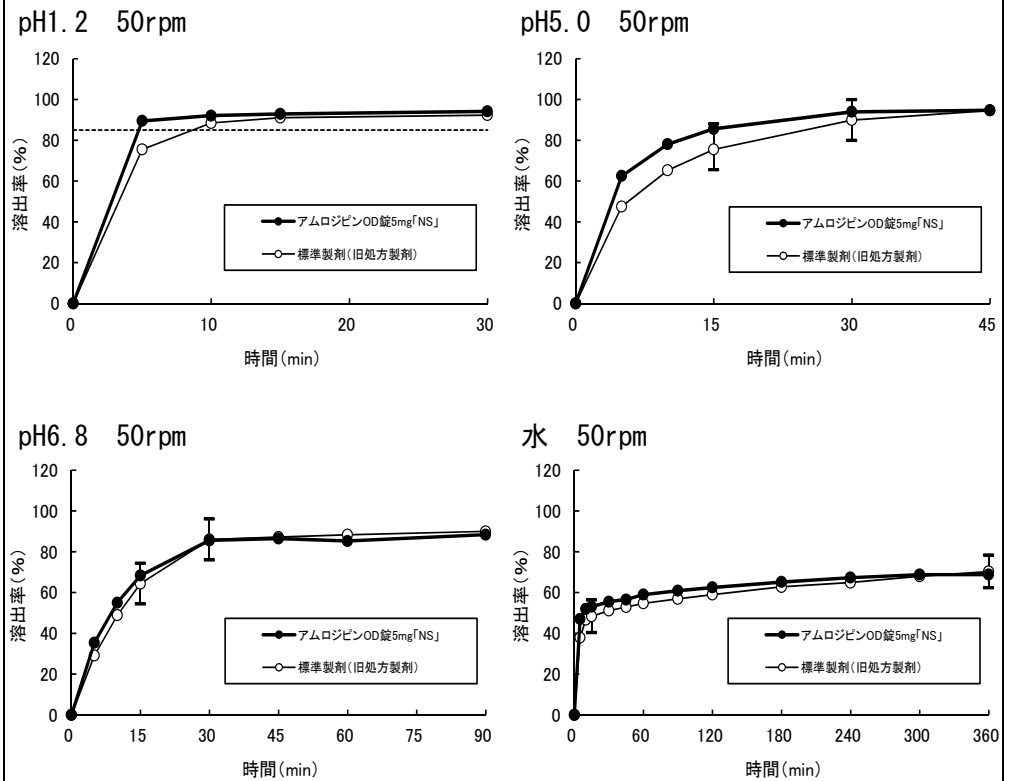 pH1.2 50rpm
120
100
80
60
40
20
0
溶出率(%)
アムロジピンOD錠5mg「NS」
標準製剤(旧処方製剤)
0 10 20 30
時間(min)
pH5.0 50rpm
120
100
80
60
40
20
0
溶出率(%)
アムロジピンOD錠5mg「NS」
標準製剤(旧処方製剤)
0 15 30 45
時間(min)
pH6.8 50rpm
120
100
80
60
40
20
0
溶出率(%)
アムロジピンOD錠5mg「NS」
標準製剤(旧処方製剤)
0 15 30 45 60 75 90
時間(min)
水 50rpm
120
100
80
60
40
20
0
溶出率(%)
アムロジピンOD錠5mg「NS」
標準製剤(旧処方製剤)
0 60 120 180 240 300 360
時間(min)